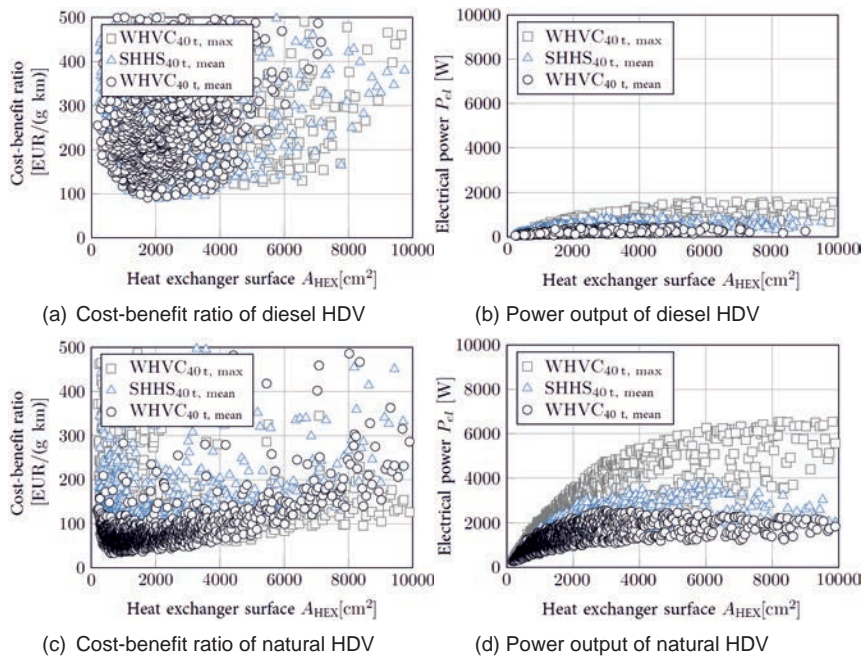 Cost-benefit ratio
[EUR/(g km)]
500
400
300
200
100
0
WHVC40 t, max
SHHS40 t, mean
WHVC40 t, mean
0 2000 4000 6000 8000 10000
Heat exchanger surface AHEX[cm²]
(a) Cost-benefit ratio of diesel HDV
Electrical power Pel [W]
10000
8000
6000
4000
2000
0
WHVC40 t, max
SHHS40 t, mean
WHVC40 t, mean
0 2000 4000 6000 8000 10000
Heat exchanger surface AHEX[cm²]
(b) Power output of diesel HDV
Cost-benefit ratio
[EUR/(g km)]
500
400
300
200
100
0
WHVC40 t, max
SHHS40 t, mean
WHVC40 t, mean
0 2000 4000 6000 8000 10000
Heat exchanger surface AHEX[cm²]
(c) Cost-benefit ratio of natural HDV
Electrical power Pel [W]
10000
8000
6000
4000
2000
0
WHVC40 t, max
SHHS40 t, mean
WHVC40 t, mean
0 2000 4000 6000 8000 10000
Heat exchanger surface AHEX[cm²]
(d) Power output of natural HDV